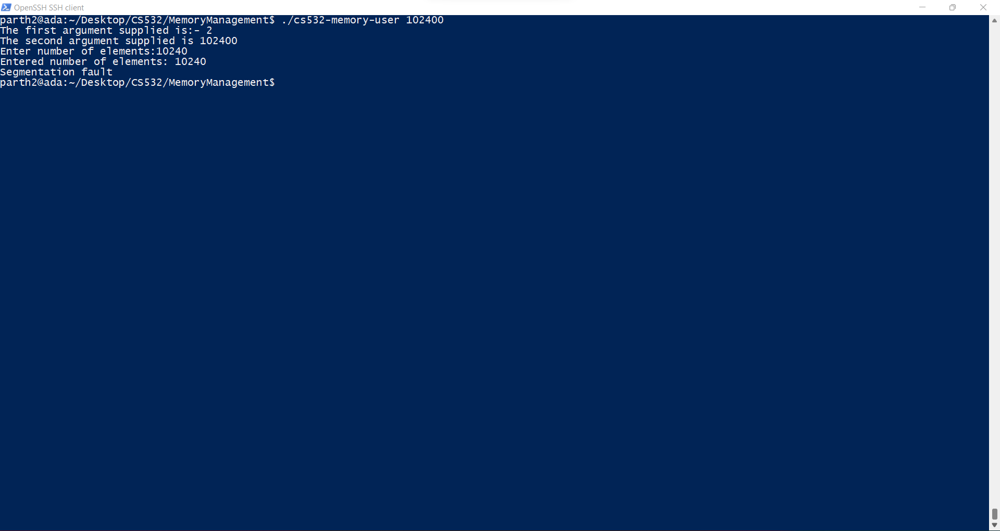 OpenSSH SSH client
parth2@ada:~/Desktop/CS532/MemoryManagement$ ./cs532-memory-user 102400
The first argument supplied is:- 2
The second argument supplied is 102400
Enter number of elements:10240
Entered number of elements: 10240
Segmentation fault
parth2@ada:~/Desktop/CS532/MemoryManagement$